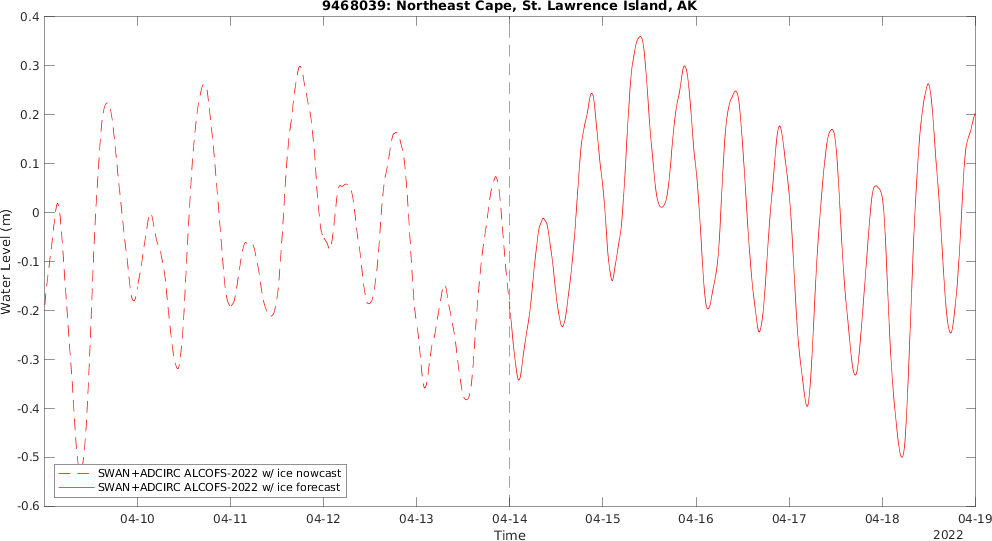 9468039: Northeast Cape, St. Lawrence Island, AK
0.4
0.3
0.2
0.1
0
-0.1
-0.2
-0.3
-0.4
-0.5
-0.6
Water Level (m)
SWAN+ADCIRC ALCOFS-2022 w/ ice nowcast
SWAN+ADCIRC ALCOFS-2022 w/ ice forecast
04-10 04-11 04-12 04-13 04-14 04-15 04-16 04-17 04-18 04-19
Time
2022